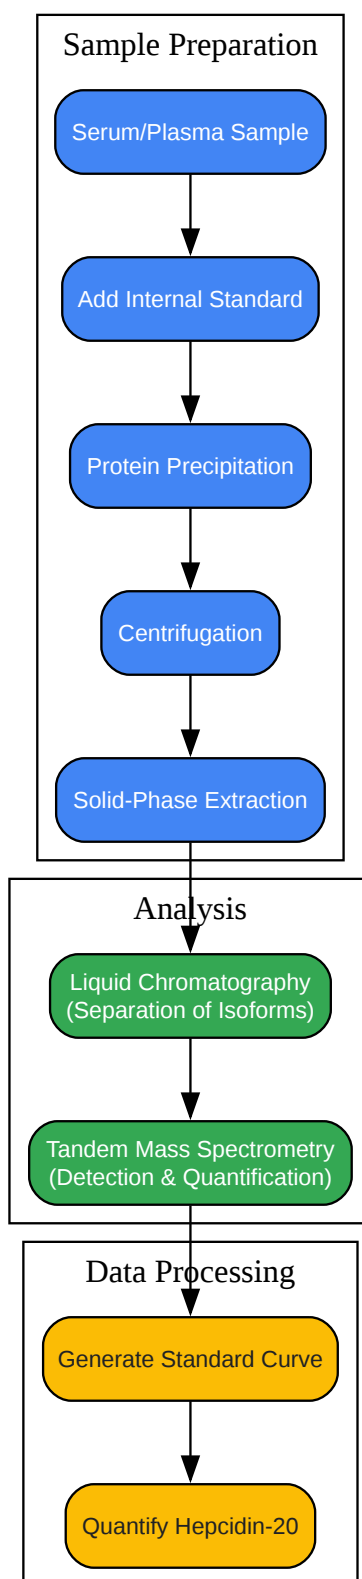 Sample Preparation
Serum/Plasma Sample
Add Internal Standard
Protein Precipitation
Centrifugation
Solid-Phase Extraction
Analysis
Liquid Chromatography
(Separation of Isoforms)
Tandem Mass Spectrometry
(Detection & Quantification)
Data Processing
Generate Standard Curve
Quantify Hepcidin-20